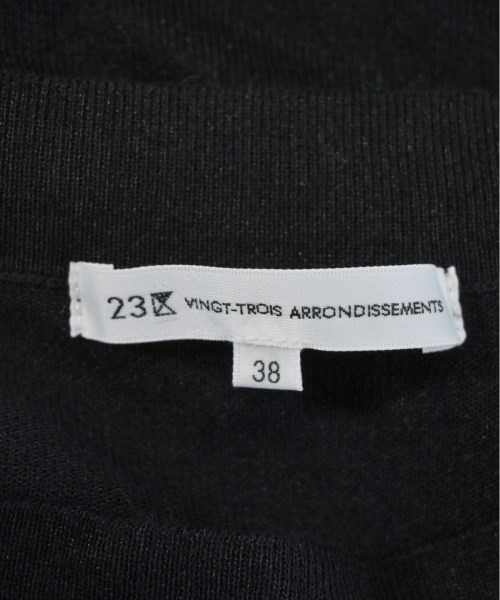 23区 VINGT-TROIS ARRONDISSEMENTS
38